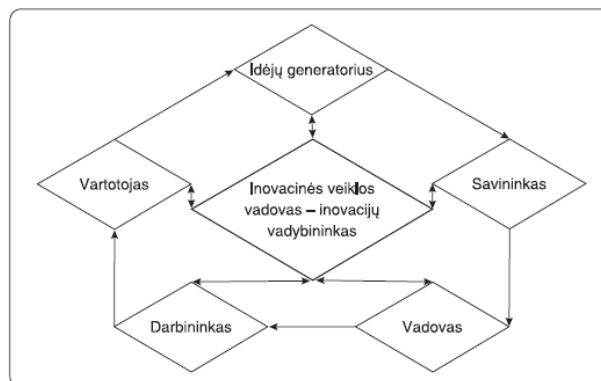 Idėjų generatorius
Vartotojas
Inovacinės veiklos
vadovas – inovacijų
vadybininkas
Savininkas
Darbininkas
Vadovas